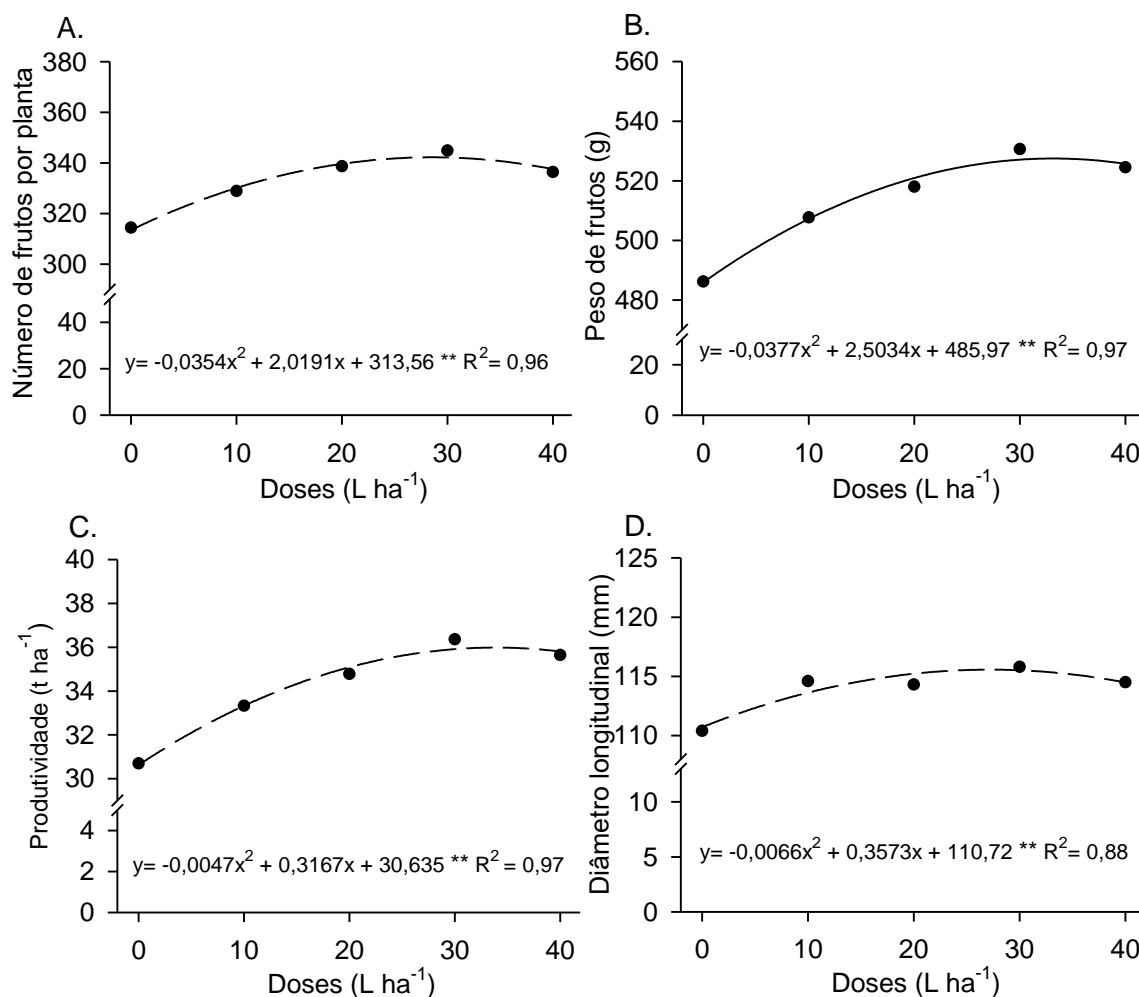 A.
Número de frutos por planta
380
360
340
320
300
40
20
0
y= -0,0354x² + 2,0191x + 313,56 ** R² = 0,96
0 10 20 30 40
Doses (L ha⁻¹)
B.
Peso de frutos (g)
560
540
520
500
480
40
20
0
y= -0,0377x² + 2,5034x + 485,97 ** R² = 0,97
0 10 20 30 40
Doses (L ha⁻¹)
C.
Produtividade (t ha⁻¹)
40
38
36
34
32
30
4
2
0
y= -0,0047x² + 0,3167x + 30,635 ** R² = 0,97
0 10 20 30 40
Doses (L ha⁻¹)
D.
Diâmetro longitudinal (mm)
125
120
115
110
10
5
0
y= -0,0066x² + 0,3573x + 110,72 ** R² = 0,88
0 10 20 30 40
Doses (L ha⁻¹)